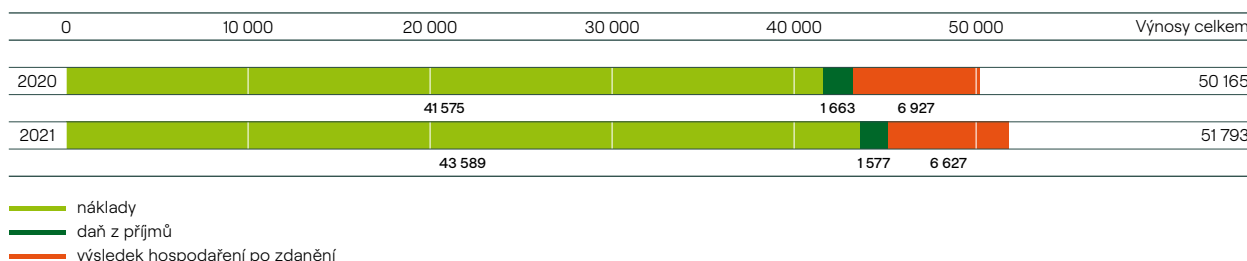 0 10 000 20 000 30 000 40 000 50 000 Výnosy celkem
2020 50 165
41 575 1 663 6 927
2021 51 793
43 589 1 577 6 627
náklady
daň z příjmů
výsledek hospodaření po zdanění